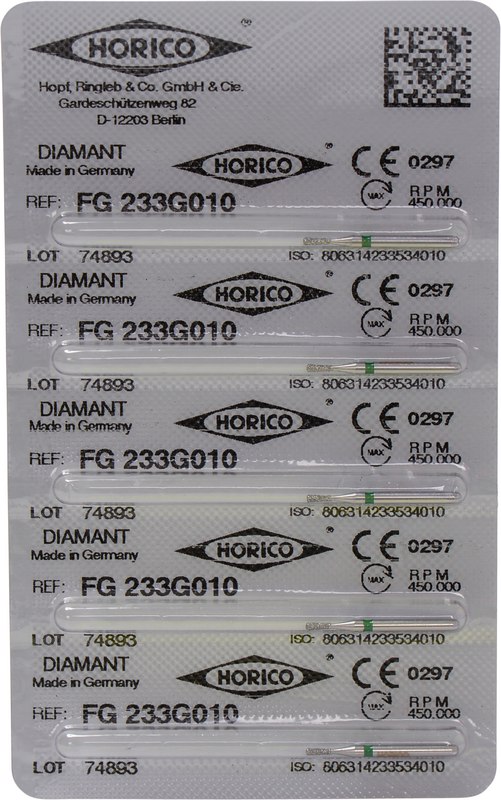 HORICO ®
Hopf, Ringleb & Co. GmbH & Cie.
Gardeschützenweg 82
D-12203 Berlin
DIAMANT HORICO ® CE 0297
Made in Germany
REF: FG 233G010 MAX RPM 450.000
LOT 74893 ISO: 806314233534010
DIAMANT HORICO ® CE 0297
Made in Germany
REF: FG 233G010 MAX RPM 450.000
LOT 74893 ISO: 806314233534010
DIAMANT HORICO ® CE 0297
Made in Germany
REF: FG 233G010 MAX RPM 450.000
LOT 74893 ISO: 806314233534010
DIAMANT HORICO ® CE 0297
Made in Germany
REF: FG 233G010 MAX RPM 450.000
LOT 74893 ISO: 806314233534010
DIAMANT HORICO ® CE 0297
Made in Germany
REF: FG 233G010 MAX RPM 450.000
LOT 74893 ISO: 806314233534010